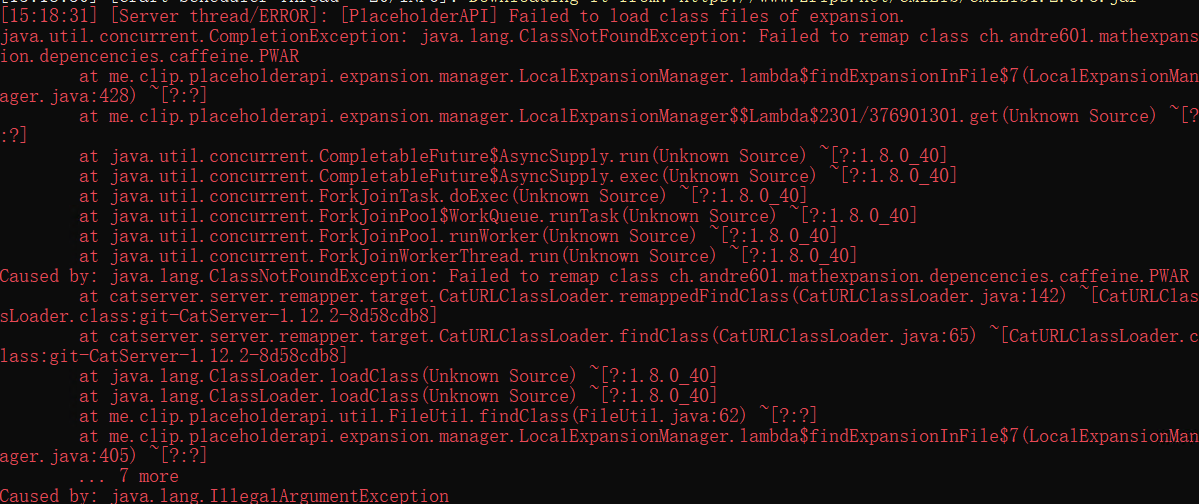 [Server thread/ERROR]: [PlaceholderAPI] Failed to load class files of expansion.
java.util.concurrent.CompletionException: java.lang.ClassNotFoundException: Failed to remap class ch.andre601.mathexpans
ion.depencencies.caffeine.PWAR
at me.clip.placeholderapi.expansion.manager.LocalExpansionManager.lambda$findExpansionInFile$7(LocalExpansionMan
ager.java:428) ~[?:?]
at me.clip.placeholderapi.expansion.manager.LocalExpansionManager$$Lambda$2301/376901301.get(Unknown Source) ~[?
:?]
at java.util.concurrent.CompletableFuture$AsyncSupply.run(Unknown Source) ~[?:1.8.0_40]
at java.util.concurrent.CompletableFuture$AsyncSupply.exec(Unknown Source) ~[?:1.8.0_40]
at java.util.concurrent.ForkJoinTask.doExec(Unknown Source) ~[?:1.8.0_40]
at java.util.concurrent.ForkJoinPool$WorkQueue.runTask(Unknown Source) ~[?:1.8.0_40]
at java.util.concurrent.ForkJoinPool.runWorker(Unknown Source) ~[?:1.8.0_40]
at java.util.concurrent.ForkJoinWorkerThread.run(Unknown Source) ~[?:1.8.0_40]
Caused by: java.lang.ClassNotFoundException: Failed to remap class ch.andre601.mathexpansion.depencencies.caffeine.PWAR
at catserver.server.remapper.target.CatURLClassLoader.remappedFindClass(CatURLClassLoader.java:142) ~[CatURLClas
sLoader.class:git-CatServer-1.12.2-8d58cdb8]
at catserver.server.remapper.target.CatURLClassLoader.findClass(CatURLClassLoader.java:65) ~[CatURLClassLoader.c
lass:git-CatServer-1.12.2-8d58cdb8]
at java.lang.ClassLoader.loadClass(Unknown Source) ~[?:1.8.0_40]
at java.lang.ClassLoader.loadClass(Unknown Source) ~[?:1.8.0_40]
at me.clip.placeholderapi.util.FileUtil.findClass(FileUtil.java:62) ~[?:?]
at me.clip.placeholderapi.expansion.manager.LocalExpansionManager.lambda$findExpansionInFile$7(LocalExpansionMan
ager.java:405) ~[?:?]
... 7 more
Caused by: java.lang.IllegalArgumentException